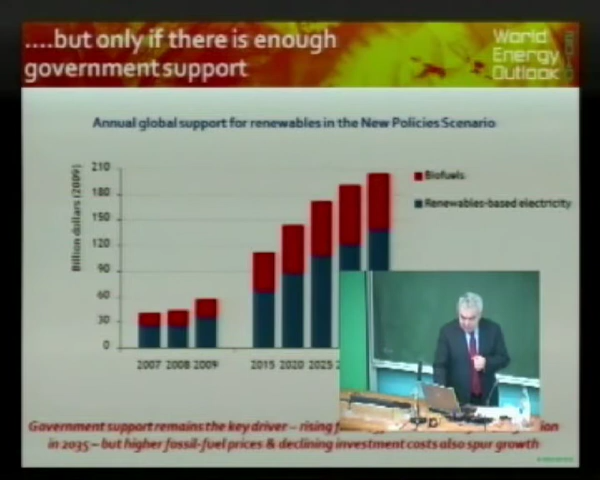 ....but only if there is enough
government support
World
Energy
Outlook
Annual global support for renewables in the New Policies Scenario
Billion dollars (2009)
210
180
150
120
90
60
30
0
2007 2008 2009 2015 2020 2025
Biofuels
Renewables-based electricity
Government support remains the key driver – rising
in 2035 – but higher fossil-fuel prices & declining investment costs also spur growth